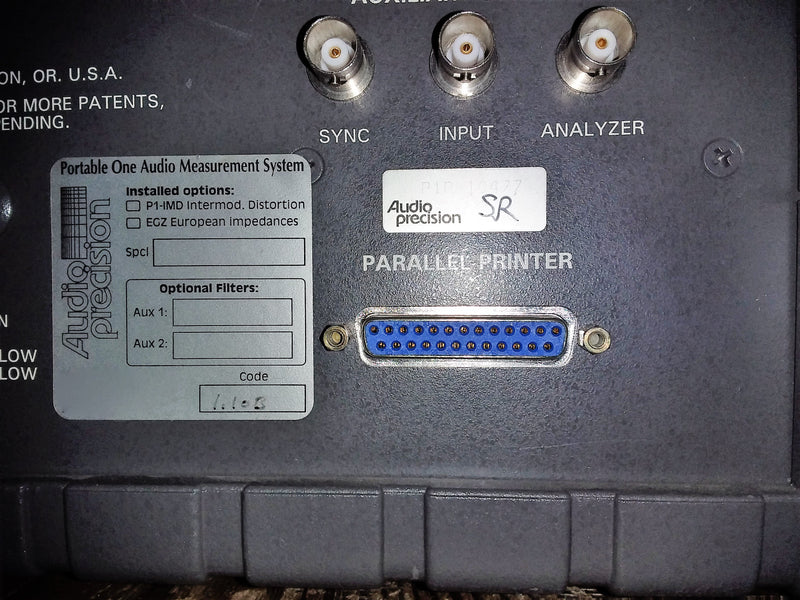 ON, OR. U.S.A.
OR MORE PATENTS,
PENDING.
SYNC
INPUT
ANALYZER
Portable One Audio Measurement System
Audio
precision
Installed options:
P1-IMD Intermod. Distortion
EGZ European Impedances
Spcl
Optional Filters:
Aux 1:
Aux 2:
Code
1.10B
Audio
precision
SR
PARALLEL PRINTER
N
LOW
LOW